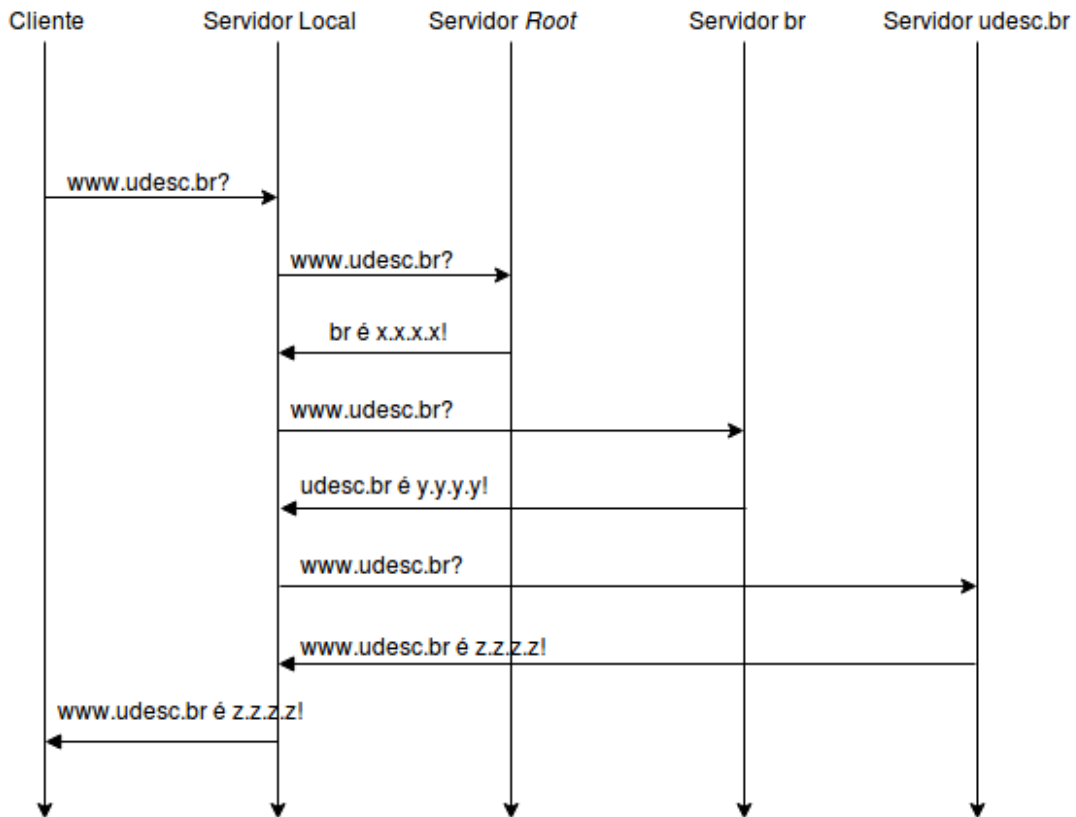 Cliente Servidor Local Servidor Root Servidor br Servidor udesc.br
www.udesc.br?
www.udesc.br?
br é x.x.x.x!
www.udesc.br?
udesc.br é y.y.y.y!
www.udesc.br?
www.udesc.br é z.z.z.z!
www.udesc.br é z.z.z.z!